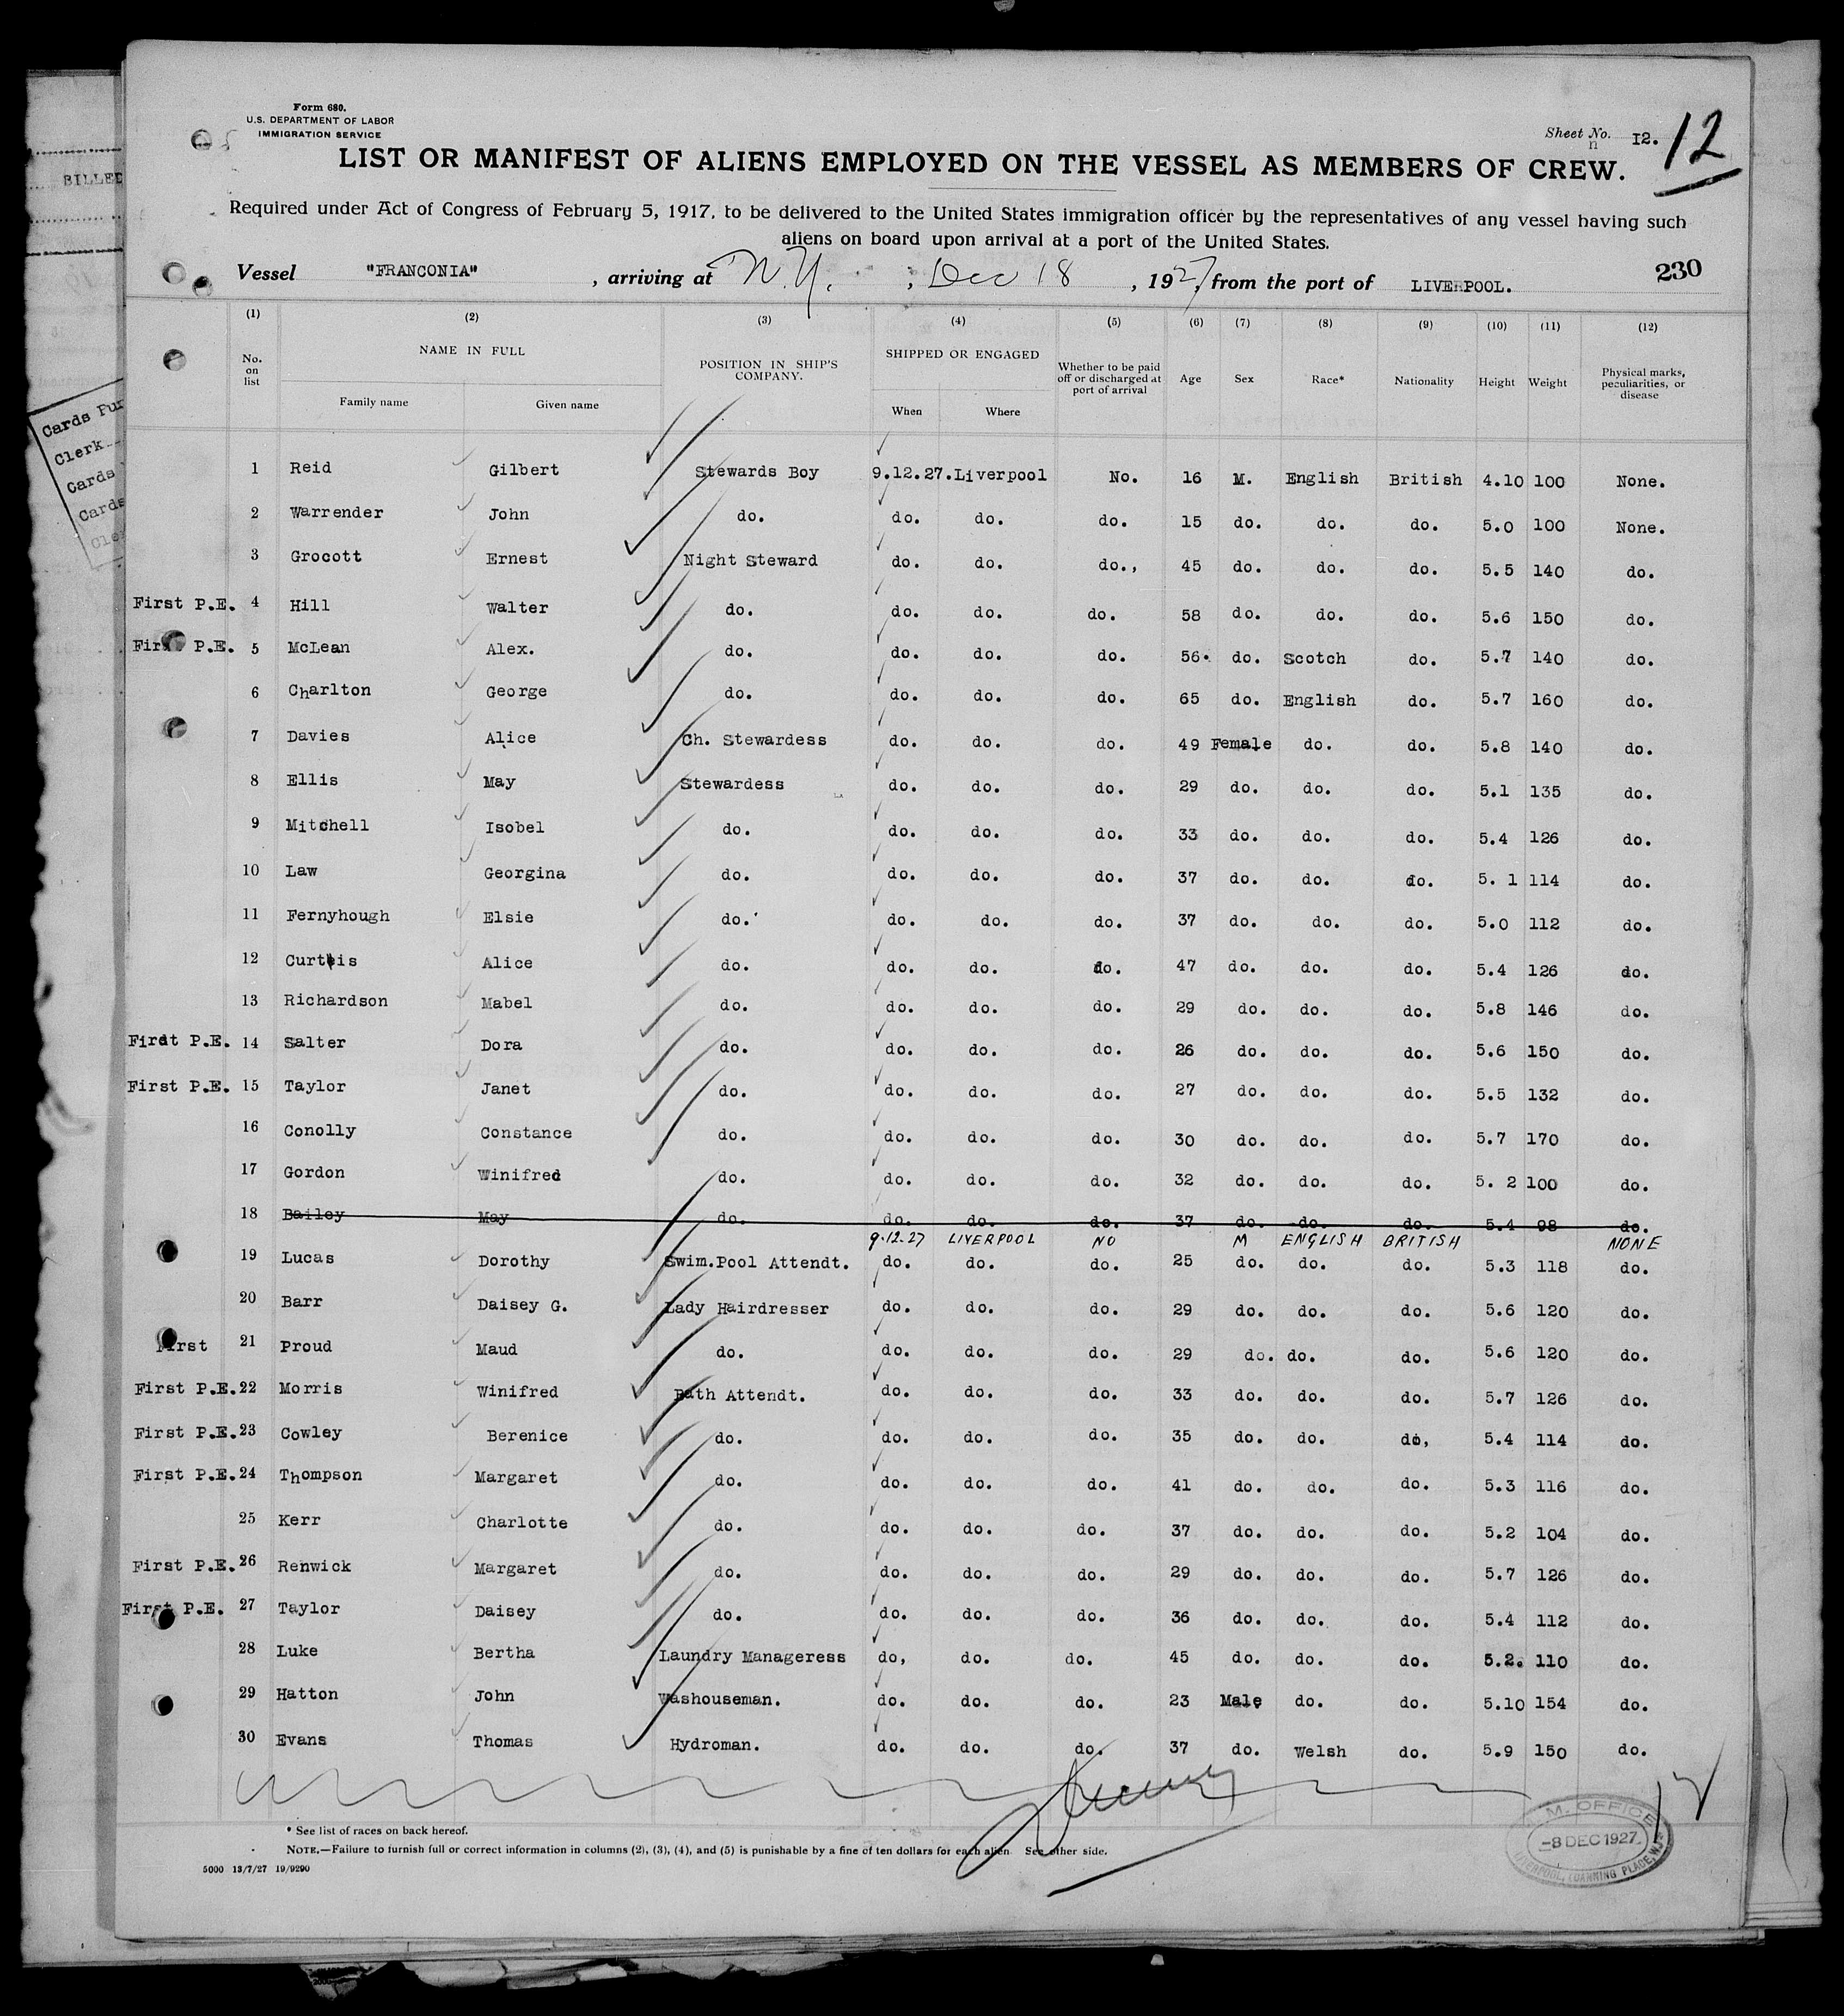 Form 680.
U.S. DEPARTMENT OF LABOR
IMMIGRATION SERVICE
Sheet No. 12. 12
n
LIST OR MANIFEST OF ALIENS EMPLOYED ON THE VESSEL AS MEMBERS OF CREW.
Required under Act of Congress of February 5, 1917, to be delivered to the United States immigration officer by the representatives of any vessel having such
aliens on board upon arrival at a port of the United States.
Vessel "FRANCONIA", arriving at N.Y., Dec 18, 1927, from the port of LIVERPOOL.
230
BILLED
Cards Fur
Clerk
Cards
Cards
Cle
(1) (2) (3) (4) (5) (6) (7) (8) (9) (10) (11) (12)
No. on list
NAME IN FULL
Family name Given name
POSITION IN SHIP'S COMPANY.
SHIPPED OR ENGAGED
When Where
Whether to be paid off or discharged at port of arrival
Age Sex Race* Nationality Height Weight
Physical marks, peculiarities, or disease
1 Reid Gilbert Stewards Boy 9.12.27. Liverpool No. 16 M. English British 4.10 100 None.
2 Warrender John do. do. do. do. 15 do. do. do. 5.0 100 None.
3 Grocott Ernest Night Steward do. do. do., 45 do. do. do. 5.5 140 do.
First P.E. 4 Hill Walter do. do. do. do. 58 do. do. do. 5.6 150 do.
First P.E. 5 McLean Alex. do. do. do. do. 56. do. Scotch do. 5.7 140 do.
6 Charlton George do. do. do. do. 65 do. English do. 5.7 160 do.
7 Davies Alice Ch. Stewardess do. do. do. 49 Female do. do. 5.8 140 do.
8 Ellis May Stewardess do. do. do. 29 do. do. do. 5.1 135 do.
9 Mitchell Isobel do. do. do. do. 33 do. do. do. 5.4 126 do.
10 Law Georgina do. do. do. do. 37 do. do. do. 5. 1 114 do.
11 Fernyhough Elsie do. do. do. do. 37 do. do. do. 5.0 112 do.
12 Curtis Alice do. do. do. do. 47 do. do. do. 5.4 126 do.
13 Richardson Mabel do. do. do. do. 29 do. do. do. 5.8 146 do.
Firdt P.E. 14 Salter Dora do. do. do. do. 26 do. do. do. 5.6 150 do.
First P.E. 15 Taylor Janet do. do. do. do. 27 do. do. do. 5.5 132 do.
16 Conolly Constance do. do. do. do. 30 do. do. do. 5.7 170 do.
17 Gordon Winifred do. do. do. do. 32 do. do. do. 5. 2 100 do.
18 Bailey May do. do. do. do. 37 do. do. do. 5.4 98 do.
9.12.27 LIVERPOOL NO M ENGLISH BRITISH NONE
19 Lucas Dorothy Swim.Pool Attendt. do. do. do. 25 do. do. do. 5.3 118 do.
20 Barr Daisey G. Lady Hairdresser do. do. do. 29 do. do. do. 5.6 120 do.
First 21 Proud Maud do. do. do. do. 29 do. do. do. 5.6 120 do.
First P.E. 22 Morris Winifred Bath Attendt. do. do. do. 33 do. do. do. 5.7 126 do.
First P.E. 23 Cowley Berenice do. do. do. do. 35 do. do. do, 5.4 114 do.
First P.E. 24 Thompson Margaret do. do. do. do. 41 do. do. do. 5.3 116 do.
25 Kerr Charlotte do. do. do. do. 37 do. do. do. 5.2 104 do.
First P.E. 26 Renwick Margaret do. do. do. do. 29 do. do. do. 5.7 126 do.
First P.E. 27 Taylor Daisey do. do. do. do. 36 do. do. do. 5.4 112 do.
28 Luke Bertha Laundry Manageress do, do. do. 45 do. do. do. 5.2. 110 do.
29 Hatton John Washouseman. do. do. do. 23 Male do. do. 5.10 154 do.
30 Evans Thomas Hydroman. do. do. do. 37 do. Welsh do. 5.9 150 do.
* See list of races on back hereof.
NOTE.—Failure to furnish full or correct information in columns (2), (3), (4), and (5) is punishable by a fine of ten dollars for each alien. See other side.
5000 13/7/27 19/9290
M. OFFICE
-8 DEC 1927
LIVERPOOL,